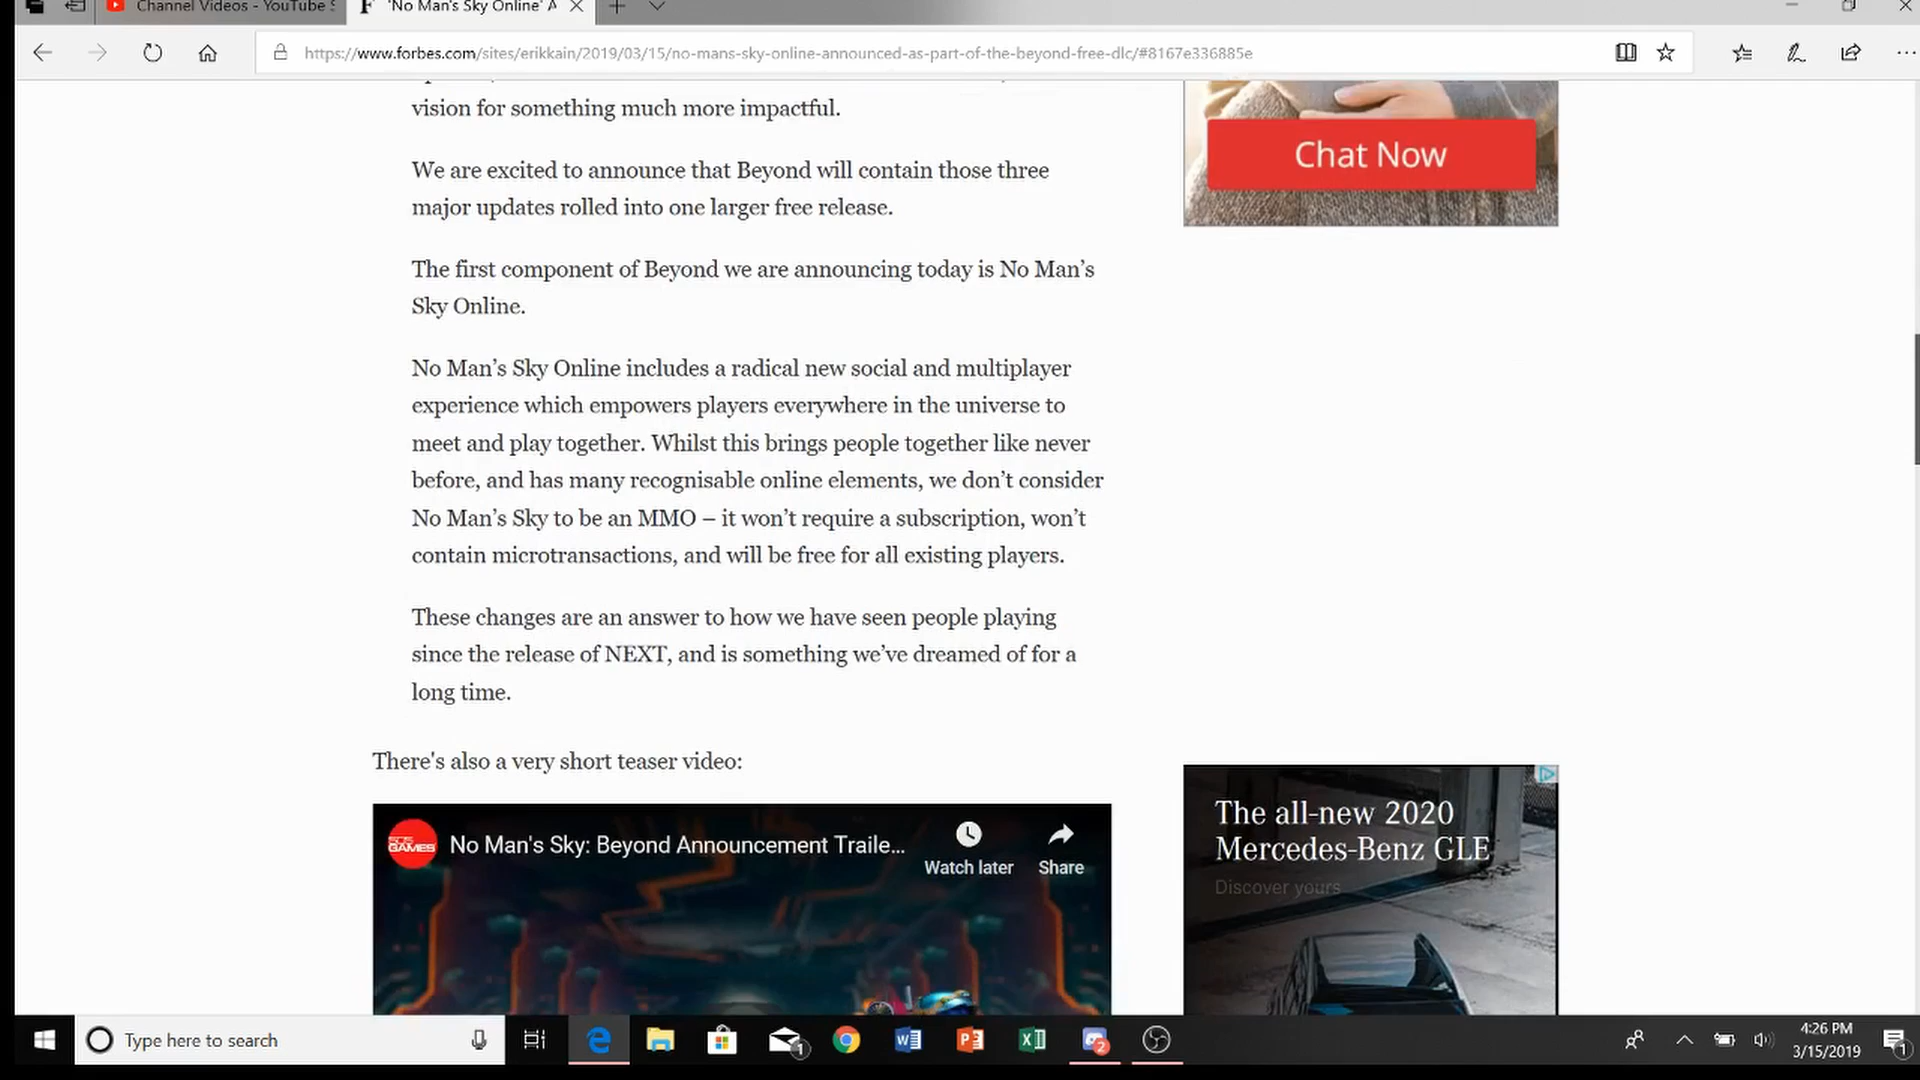 Channel Videos - YouTube S
'No Man's Sky Online' A
https://www.forbes.com/sites/erikkain/2019/03/15/no-mans-sky-online-announced-as-part-of-the-beyond-free-dlc/#8167e336885e
vision for something much more impactful.
We are excited to announce that Beyond will contain those three
major updates rolled into one larger free release.
The first component of Beyond we are announcing today is No Man’s
Sky Online.
No Man’s Sky Online includes a radical new social and multiplayer
experience which empowers players everywhere in the universe to
meet and play together. Whilst this brings people together like never
before, and has many recognisable online elements, we don’t consider
No Man’s Sky to be an MMO – it won’t require a subscription, won’t
contain microtransactions, and will be free for all existing players.
These changes are an answer to how we have seen people playing
since the release of NEXT, and is something we’ve dreamed of for a
long time.
There's also a very short teaser video:
505
GAMES
No Man's Sky: Beyond Announcement Traile...
Watch later
Share
Chat Now
The all-new 2020
Mercedes-Benz GLE
Discover yours
Type here to search
1
2
4:26 PM
3/15/2019
1